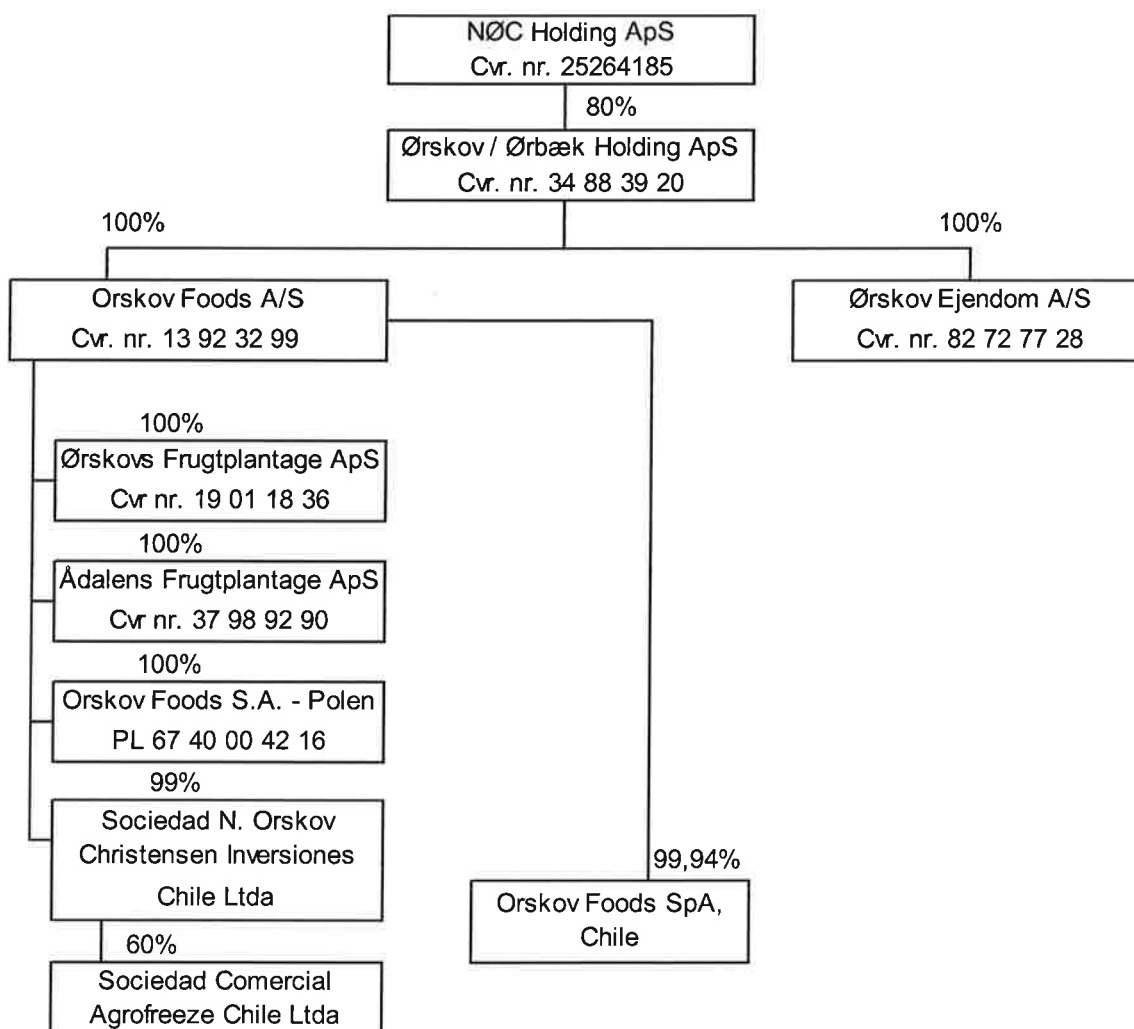 NØC Holding ApS
Cvr. nr. 25264185
80%
Ørskov / Ørbæk Holding ApS
Cvr. nr. 34 88 39 20
100%
100%
Orskov Foods A/S
Cvr. nr. 13 92 32 99
Ørskov Ejendom A/S
Cvr. nr. 82 72 77 28
100%
Ørskovs Frugtplantage ApS
Cvr nr. 19 01 18 36
100%
Ådalens Frugtplantage ApS
Cvr nr. 37 98 92 90
100%
Orskov Foods S.A. - Polen
PL 67 40 00 42 16
99%
Sociedad N. Orskov
Christensen Inversiones
Chile Ltda
99,94%
Orskov Foods SpA,
Chile
60%
Sociedad Comercial
Agrofreeze Chile Ltda